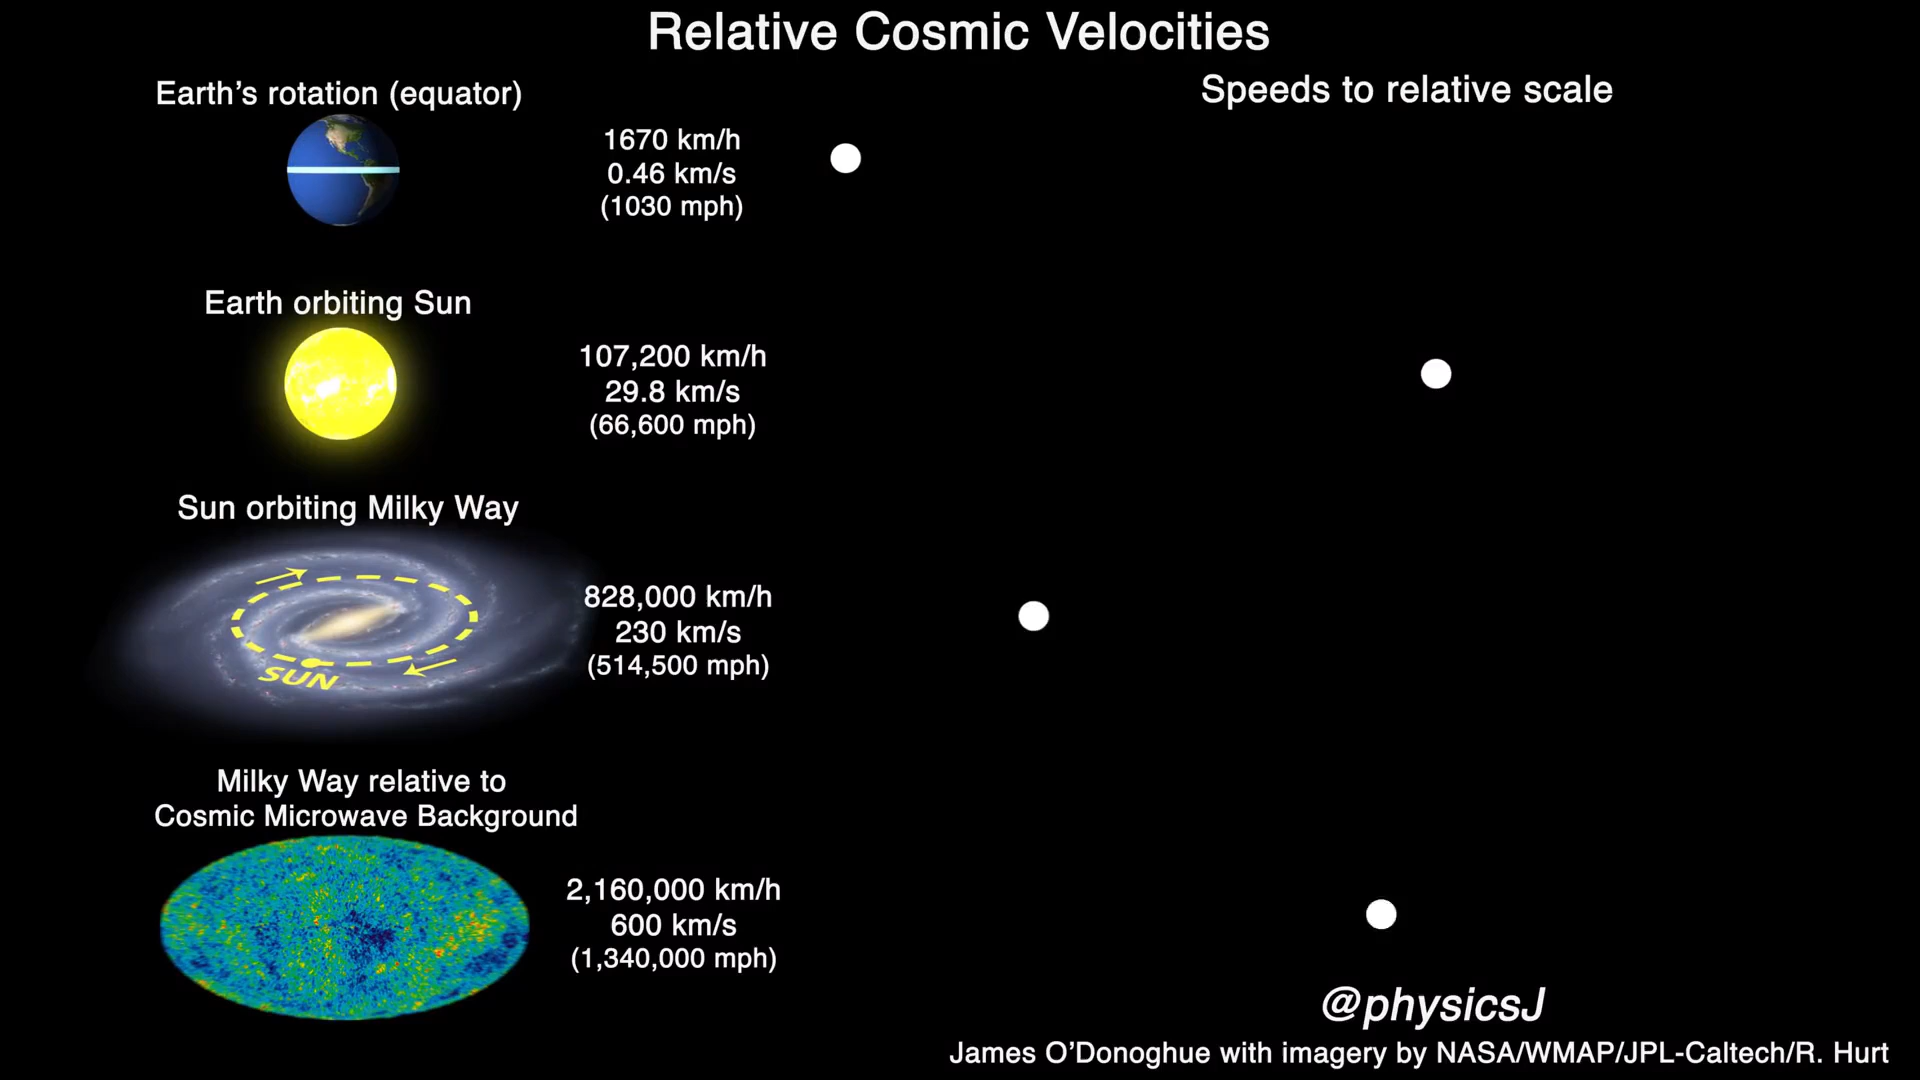 Relative Cosmic Velocities
Speeds to relative scale
Earth's rotation (equator)
1670 km/h
0.46 km/s
(1030 mph)
Earth orbiting Sun
107,200 km/h
29.8 km/s
(66,600 mph)
Sun orbiting Milky Way
SUN
828,000 km/h
230 km/s
(514,500 mph)
Milky Way relative to
Cosmic Microwave Background
2,160,000 km/h
600 km/s
(1,340,000 mph)
@physicsJ
James O'Donoghue with imagery by NASA/WMAP/JPL-Caltech/R. Hurt